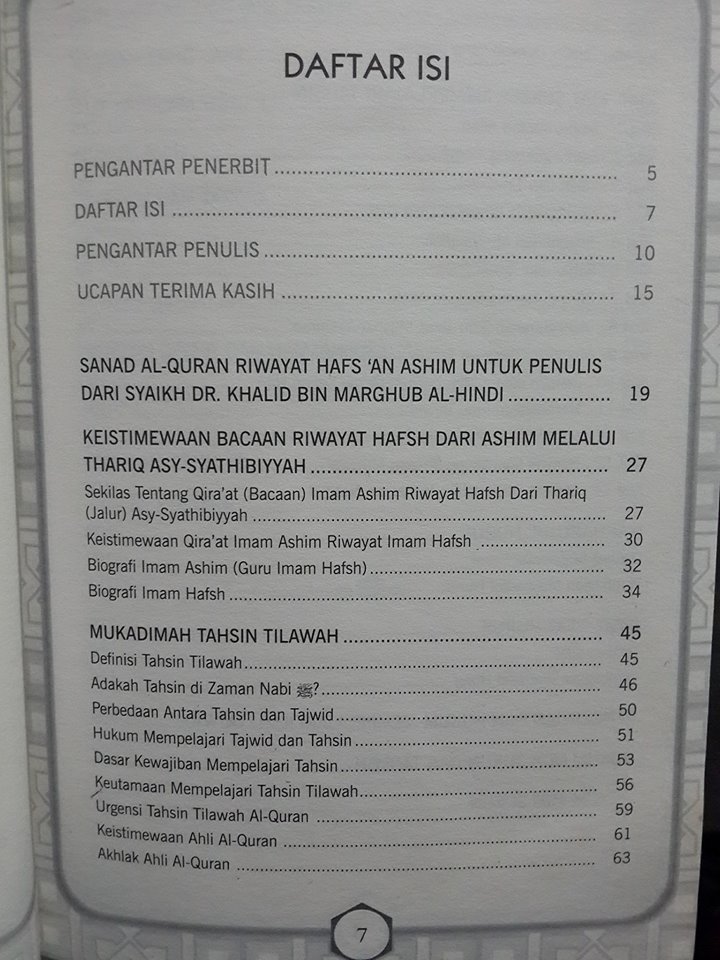 DAFTAR ISI
PENGANTAR PENERBIT ........................................................ 5
DAFTAR ISI ........................................................ 7
PENGANTAR PENULIS ........................................................ 10
UCAPAN TERIMA KASIH ........................................................ 15
SANAD AL-QURAN RIWAYAT HAFS ‘AN ASHIM UNTUK PENULIS
DARI SYAIKH DR. KHALID BIN MARGHUB AL-HINDI ................... 19
KEISTIMEWAAN BACAAN RIWAYAT HAFSH DARI ASHIM MELALUI
THARIQ ASY-SYATHIBIYYAH ........................................ 27
Sekilas Tentang Qira’at (Bacaan) Imam Ashim Riwayat Hafsh Dari Thariq
(Jalur) Asy-Syathibiyyah ........................................ 27
Keistimewaan Qira’at Imam Ashim Riwayat Imam Hafsh .................... 30
Biografi Imam Ashim (Guru Imam Hafsh) ........................................ 32
Biografi Imam Hafsh ........................................ 34
MUKADIMAH TAHSIN TILAWAH ........................................ 45
Definisi Tahsin Tilawah ........................................ 45
Adakah Tahsin di Zaman Nabi ﷺ? ........................................ 46
Perbedaan Antara Tahsin dan Tajwid ........................................ 50
Hukum Mempelajari Tajwid dan Tahsin ........................................ 51
Dasar Kewajiban Mempelajari Tahsin ........................................ 53
Keutamaan Mempelajari Tahsin Tilawah ........................................ 56
Urgensi Tahsin Tilawah Al-Quran ........................................ 59
Keistimewaan Ahli Al-Quran ........................................ 61
Akhlak Ahli Al-Quran ........................................ 63
7